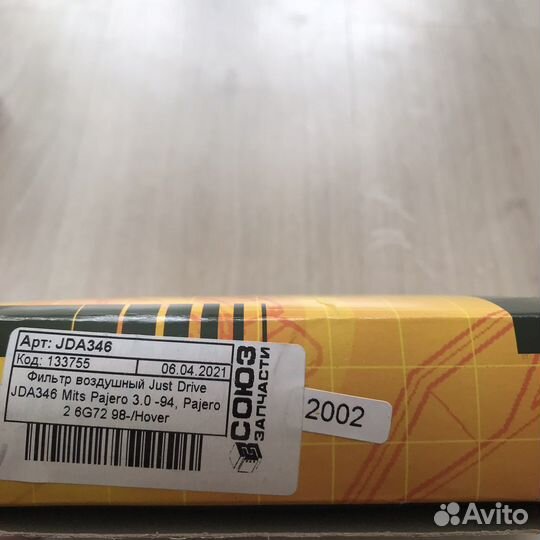 Арт: JDA346
Код: 133755
06.04.2021
Фильтр воздушный Just Drive
JDA346 Mits Pajero 3.0 -94, Pajero
2 6G72 98-/Hover
СОЮЗ
ЗАПЧАСТИ
2002
Avito